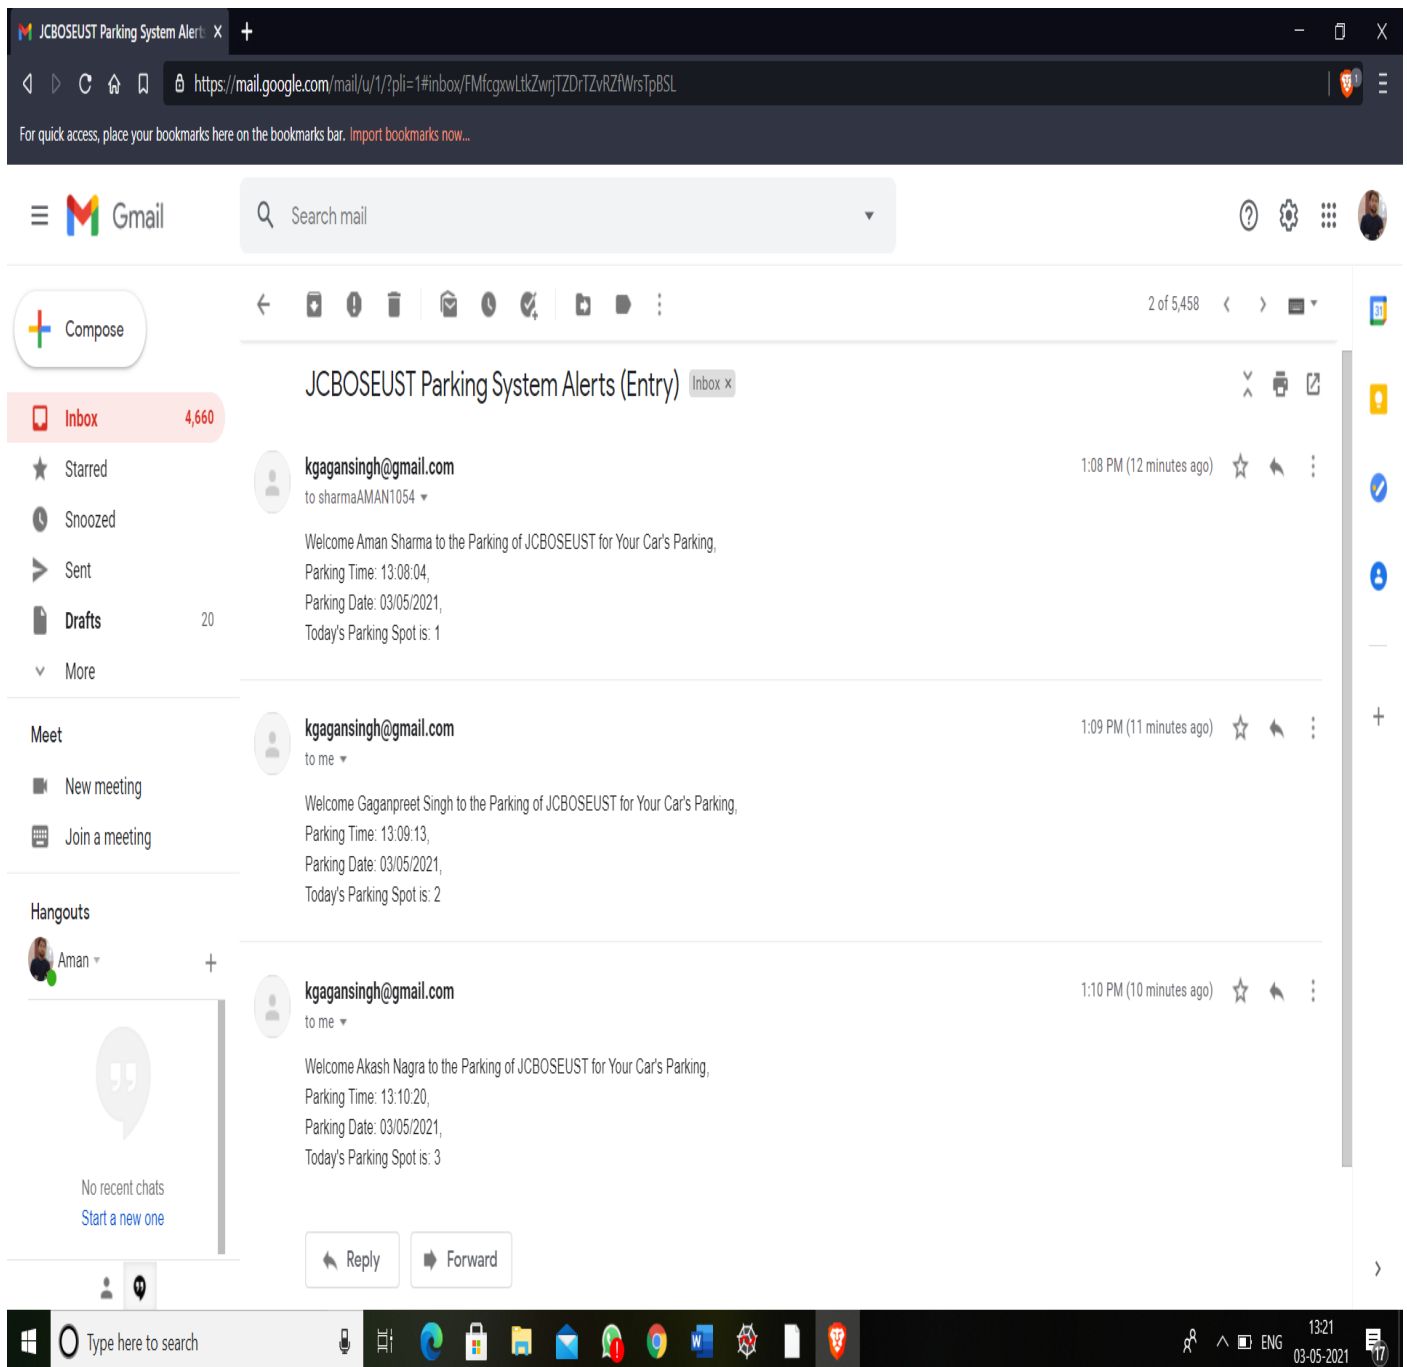 JCBOSEUST Parking System Alerts
https://mail.google.com/mail/u/1/?pli=1#inbox/FMfcgxwLtkZwrjTZDrTZvRZfWrsTpBSL
1
For quick access, place your bookmarks here on the bookmarks bar. Import bookmarks now...
Gmail
Search mail
Compose
2 of 5,458
31
JCBOSEUST Parking System Alerts (Entry) Inbox x
Inbox 4,660
Starred
Snoozed
Sent
Drafts 20
More
kgagansingh@gmail.com 1:08 PM (12 minutes ago)
to sharmaAMAN1054
Welcome Aman Sharma to the Parking of JCBOSEUST for Your Car's Parking,
Parking Time: 13:08:04,
Parking Date: 03/05/2021,
Today's Parking Spot is: 1
Meet
New meeting
Join a meeting
kgagansingh@gmail.com 1:09 PM (11 minutes ago)
to me
Welcome Gaganpreet Singh to the Parking of JCBOSEUST for Your Car's Parking,
Parking Time: 13:09:13,
Parking Date: 03/05/2021,
Today's Parking Spot is: 2
Hangouts
Aman
No recent chats
Start a new one
kgagansingh@gmail.com 1:10 PM (10 minutes ago)
to me
Welcome Akash Nagra to the Parking of JCBOSEUST for Your Car's Parking,
Parking Time: 13:10:20,
Parking Date: 03/05/2021,
Today's Parking Spot is: 3
Reply Forward
Type here to search
W
ENG
13:21
03-05-2021
17